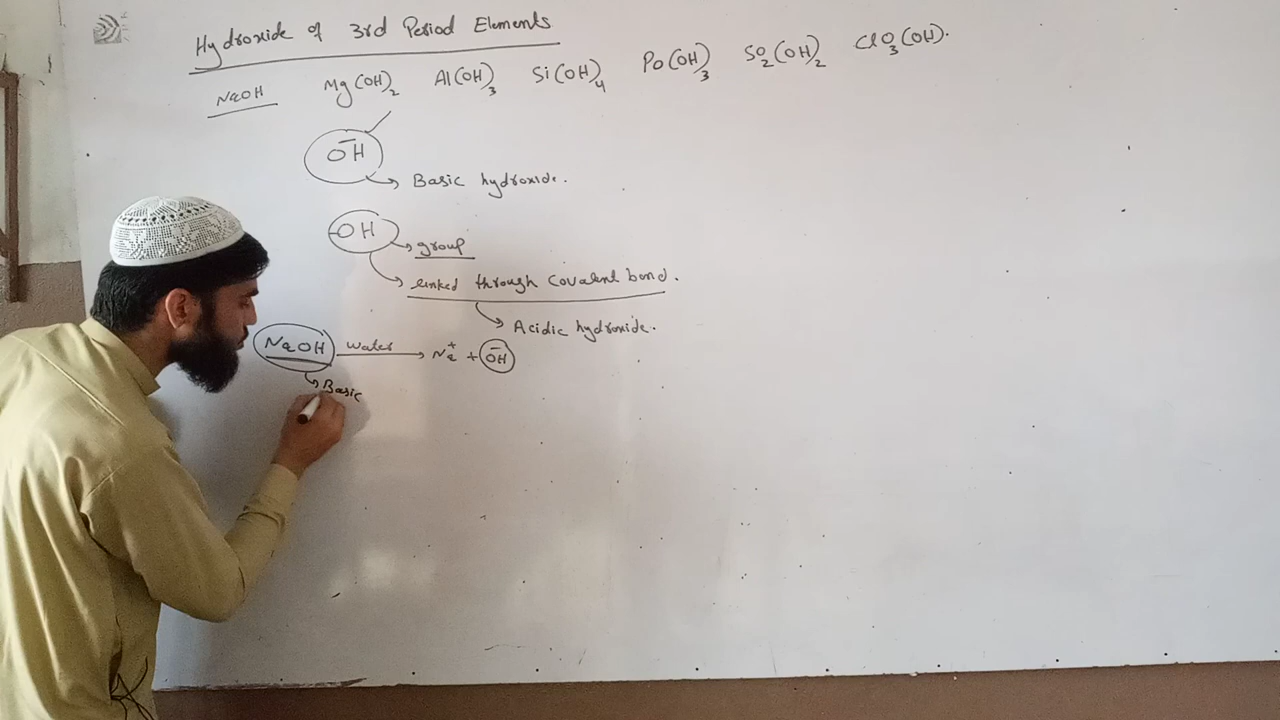 Hydroxide of 3rd Period Elements
NaOH Mg(OH)₂ Al(OH)₃ Si(OH)₄ PO(OH)₃ SO₂(OH)₂ ClO₃(OH).
OH⁻
Basic hydroxide.
-OH
group
linked through covalent bond.
Acidic hydroxide.
NaOH water → Na⁺ + OH⁻
Basic